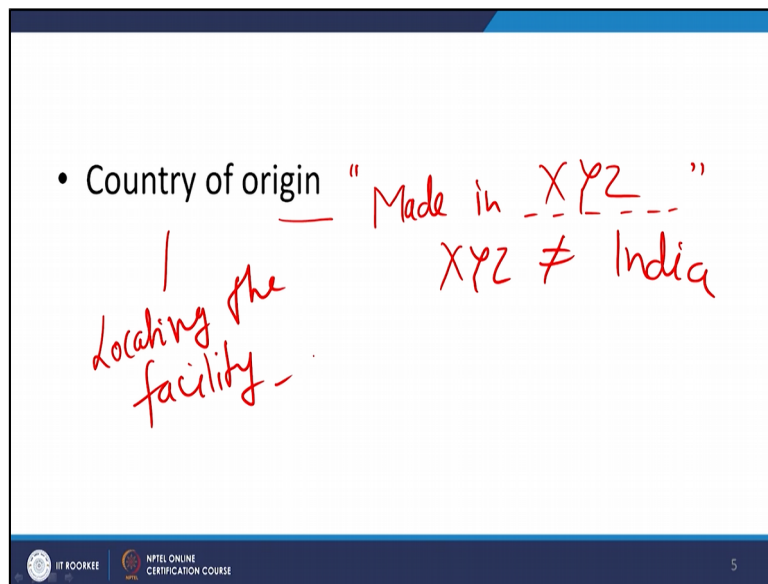 • Country of origin "Made in XYZ"
XYZ ≠ India
Locating the
facility
IIT ROORKEE
NPTEL ONLINE
CERTIFICATION COURSE
5